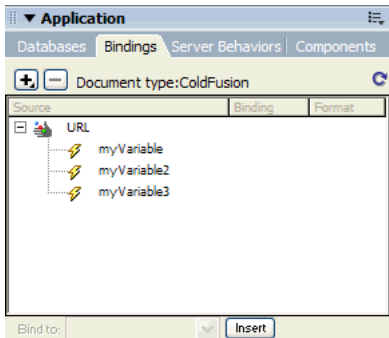 Application
Databases Bindings Server Behaviors Components
Document type:ColdFusion
Source Binding Format
URL
myVariable
myVariable2
myVariable3
Bind to: Insert